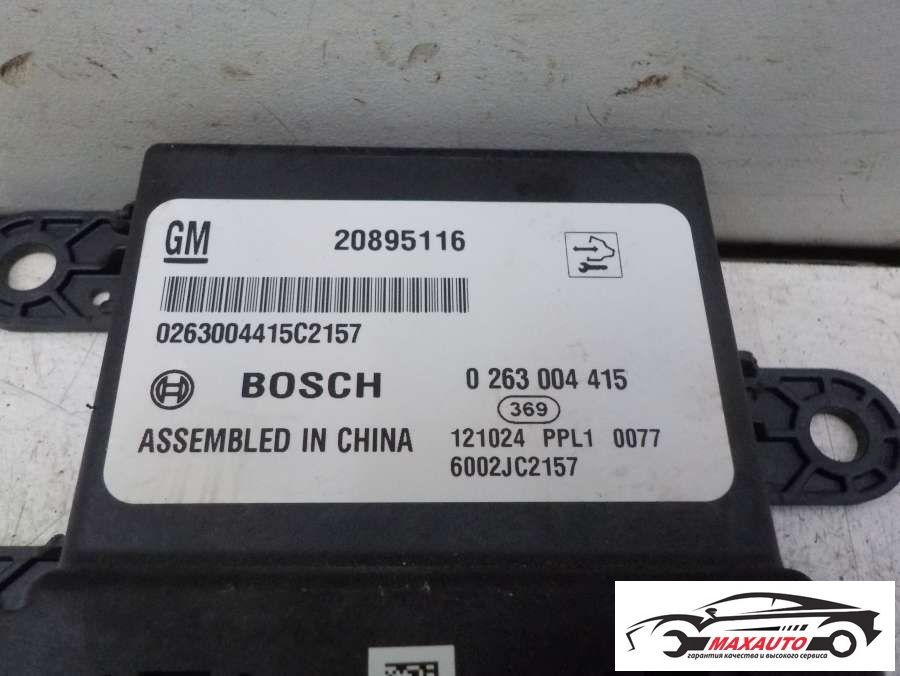 GM 20895116
0263004415C2157
BOSCH 0 263 004 415
369
ASSEMBLED IN CHINA 121024 PPL1 0077
6002JC2157
MAXAUTO
гарантия качества и высокого сервиса